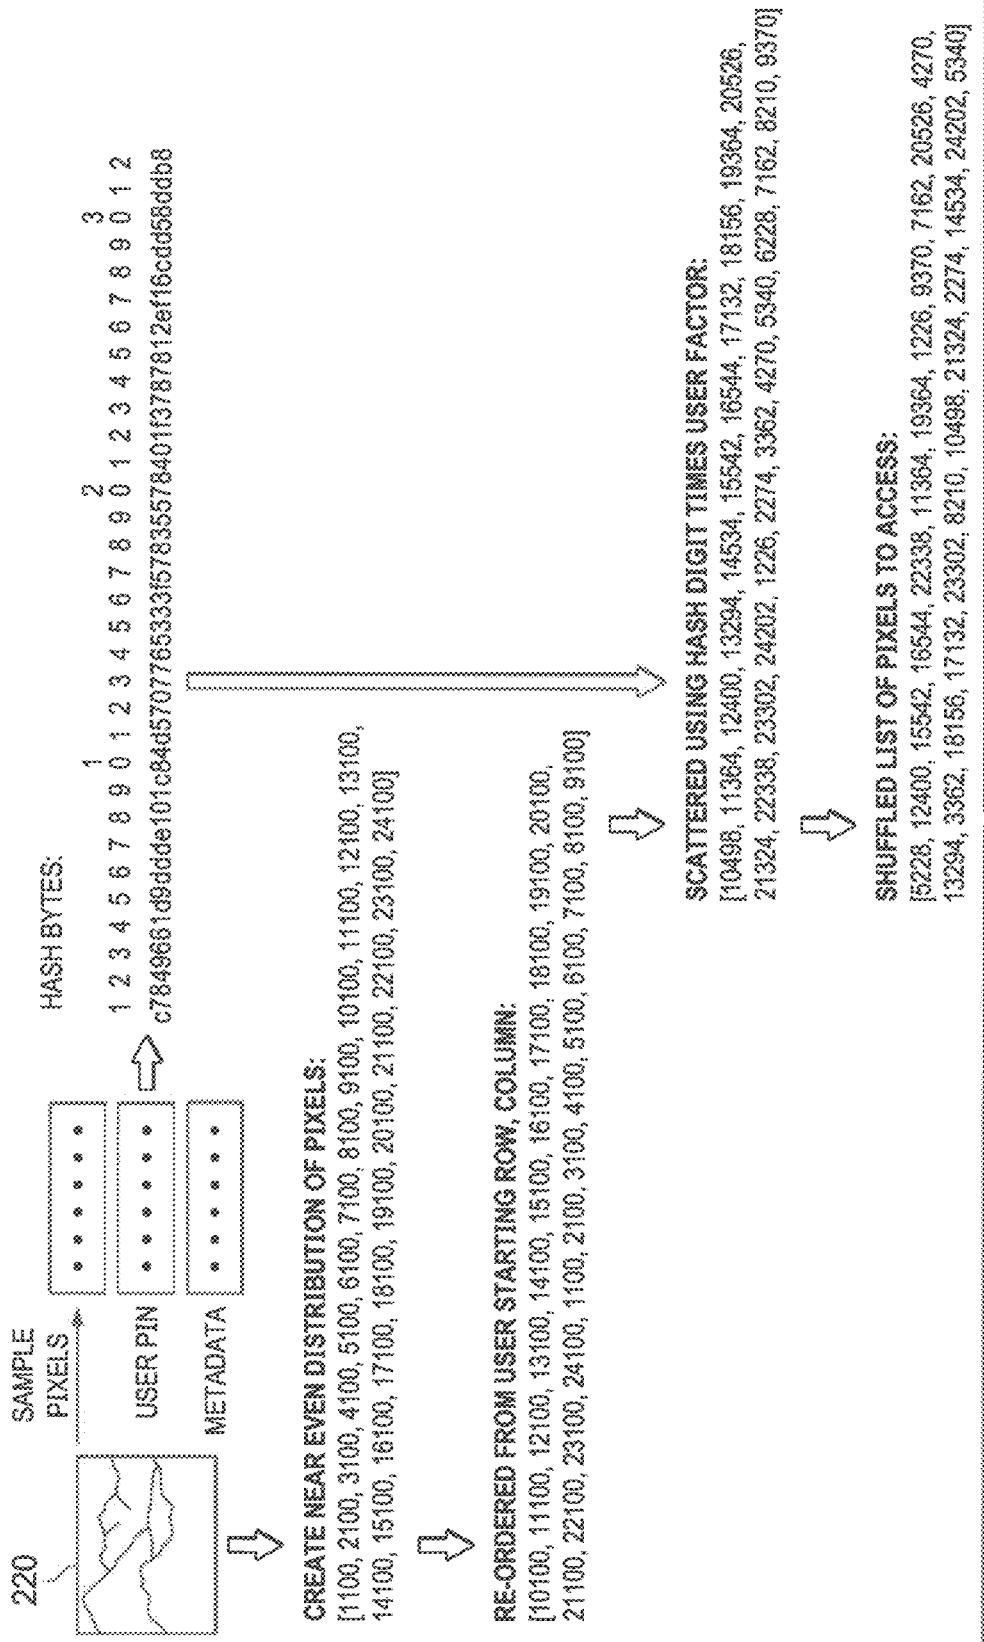 220
SAMPLE
PIXELS
USER PIN
METADATA
HASH BYTES:
1 2 3
1 2 3 4 5 6 7 8 9 0 1 2 3 4 5 6 7 8 9 0 1 2 3 4 5 6 7 8 9 0 1 2
c7849681d9dde101c84d5707765333f57835578401f3787812ef16cdd58ddb8
CREATE NEAR EVEN DISTRIBUTION OF PIXELS:
[1100, 2100, 3100, 4100, 5100, 6100, 7100, 8100, 9100, 10100, 11100, 12100, 13100,
14100, 15100, 16100, 17100, 18100, 19100, 20100, 21100, 22100, 23100, 24100]
RE-ORDERED FROM USER STARTING ROW, COLUMN:
[10100, 11100, 12100, 13100, 14100, 15100, 16100, 17100, 18100, 19100, 20100,
21100, 22100, 23100, 24100, 1100, 2100, 3100, 4100, 5100, 6100, 7100, 8100, 9100]
SCATTERED USING HASH DIGIT TIMES USER FACTOR:
[10498, 11364, 12400, 13294, 14534, 15542, 16544, 17132, 18156, 19364, 20526,
21324, 22338, 23302, 24202, 1226, 2274, 3362, 4270, 5340, 6228, 7162, 8210, 9370]
SHUFFLED LIST OF PIXELS TO ACCESS:
[5228, 12400, 15542, 16544, 22338, 11364, 19364, 1226, 9370, 7162, 20526, 4270,
13294, 3362, 18156, 17132, 23302, 8210, 10498, 21324, 2274, 14534, 24202, 5340]